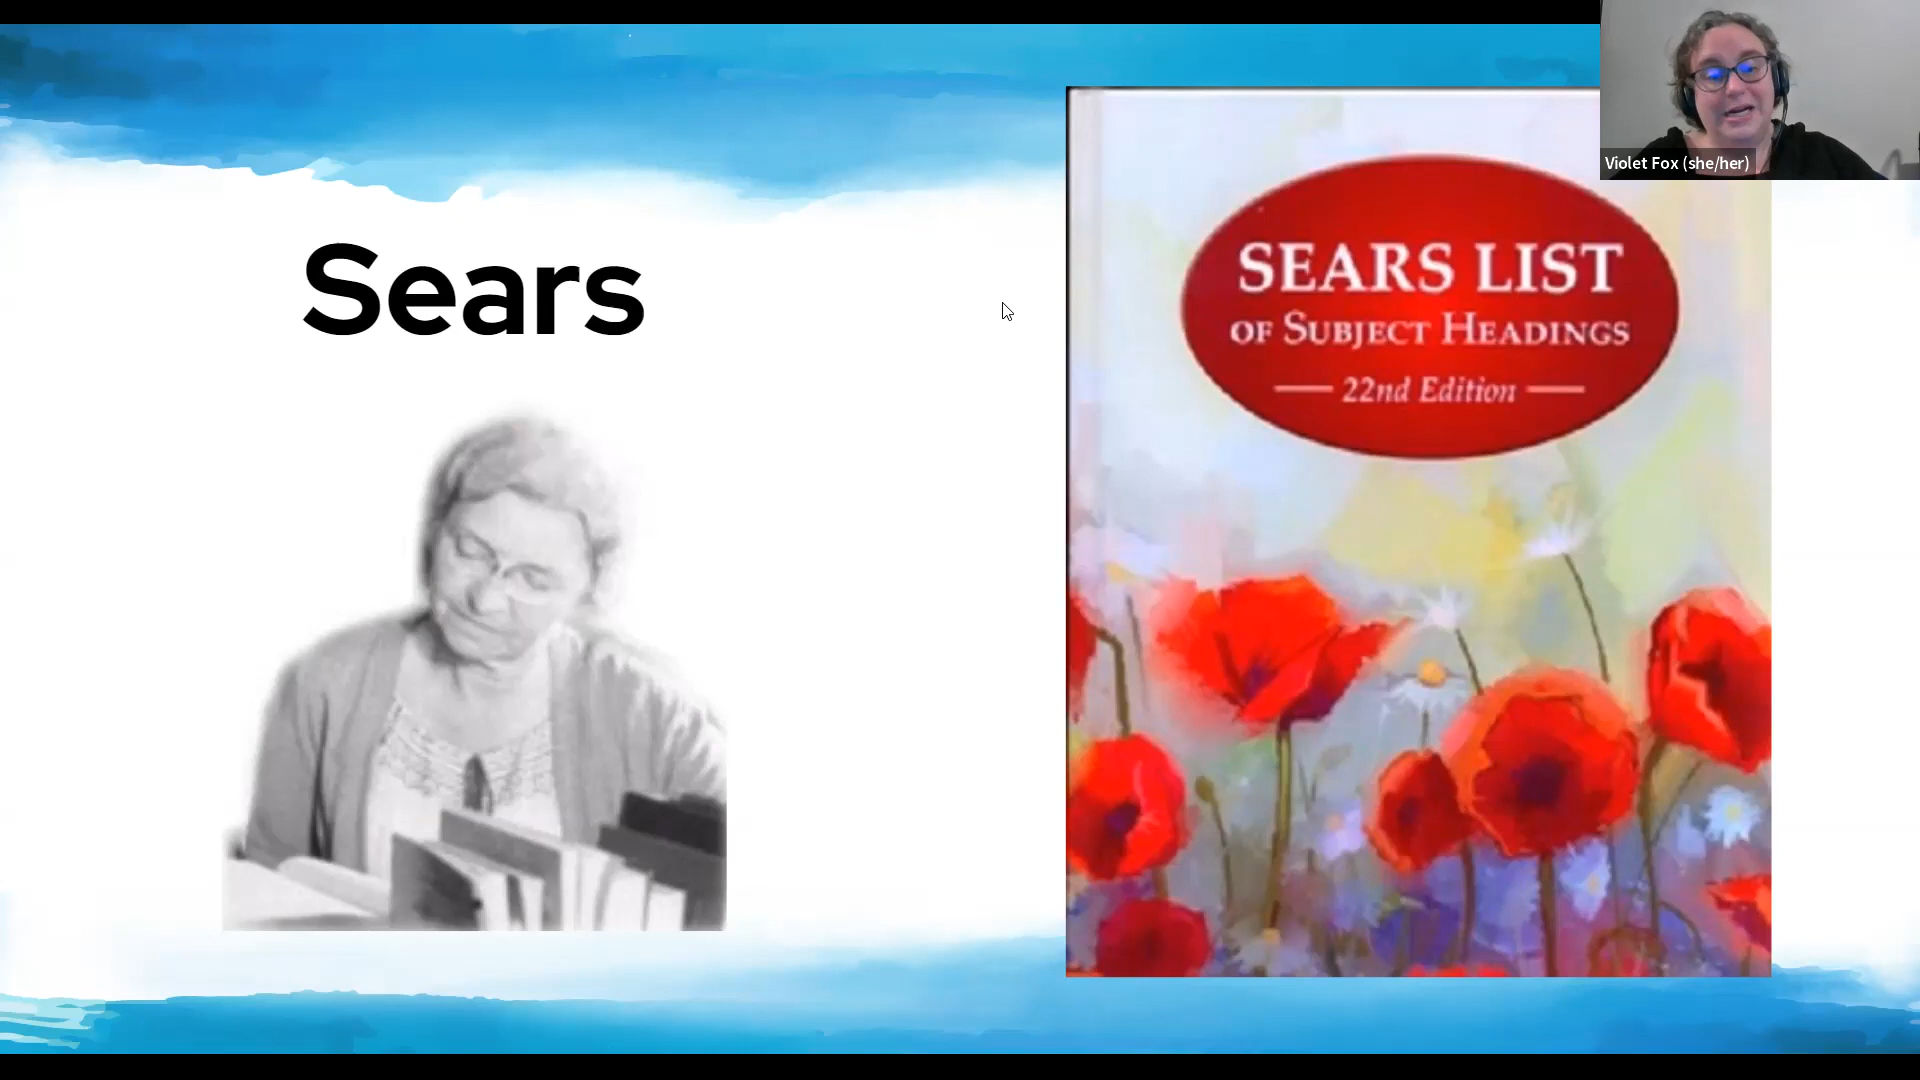 Sears
SEARS LIST
OF SUBJECT HEADINGS
22nd Edition
Violet Fox (she/her)